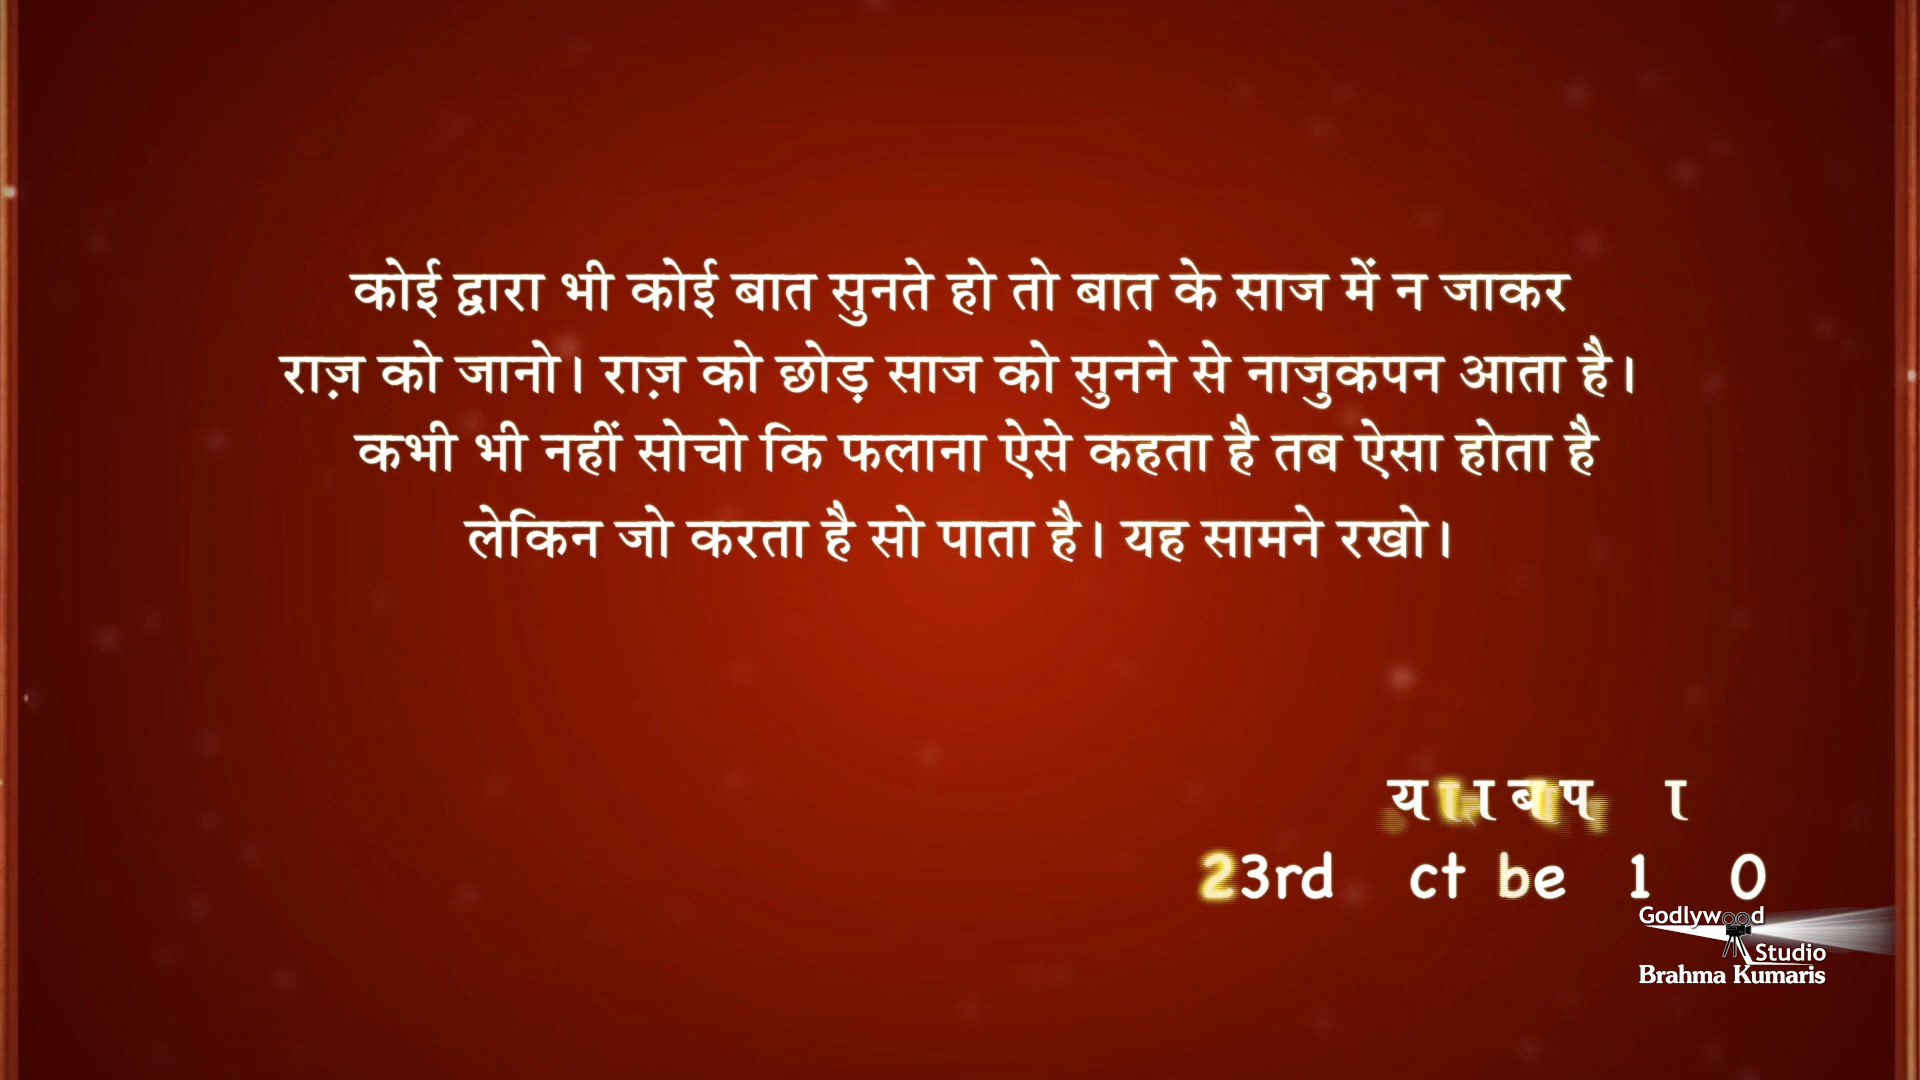 कोई द्वारा भी कोई बात सुनते हो तो बात के साज में न जाकर
राज़ को जानो। राज़ को छोड़ साज को सुनने से नाजुकपन आता है।
कभी भी नहीं सोचो कि फलाना ऐसे कहता है तब ऐसा होता है
लेकिन जो करता है सो पाता है। यह सामने रखो।
23rd
Godlywood
Studio
Brahma Kumaris